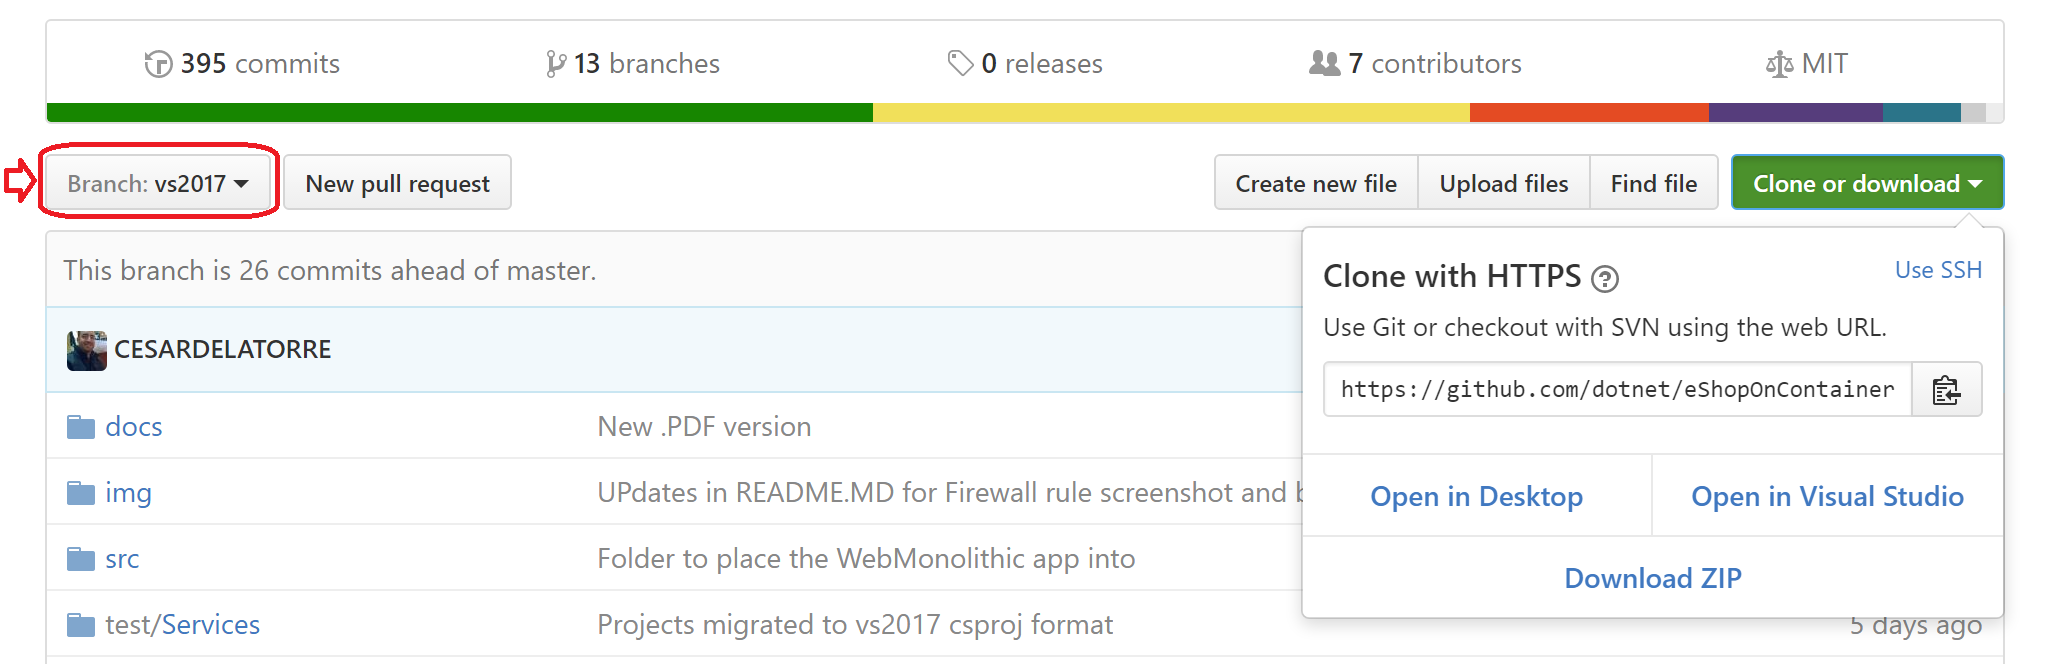 395 commits 13 branches 0 releases 7 contributors MIT
Branch: vs2017 New pull request Create new file Upload files Find file Clone or download
This branch is 26 commits ahead of master.
Clone with HTTPS ? Use SSH
Use Git or checkout with SVN using the web URL.
CESARDELATORRE
https://github.com/dotnet/eShopOnContainer
docs New .PDF version
img UPdates in README.MD for Firewall rule screenshot and
Open in Desktop Open in Visual Studio
src Folder to place the WebMonolithic app into
Download ZIP
test/Services Projects migrated to vs2017 csproj format 5 days ago